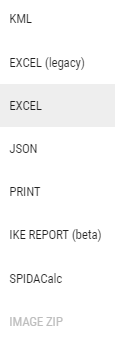 KML
EXCEL (legacy)
EXCEL
JSON
PRINT
IKE REPORT (beta)
SPIDACalc
IMAGE ZIP